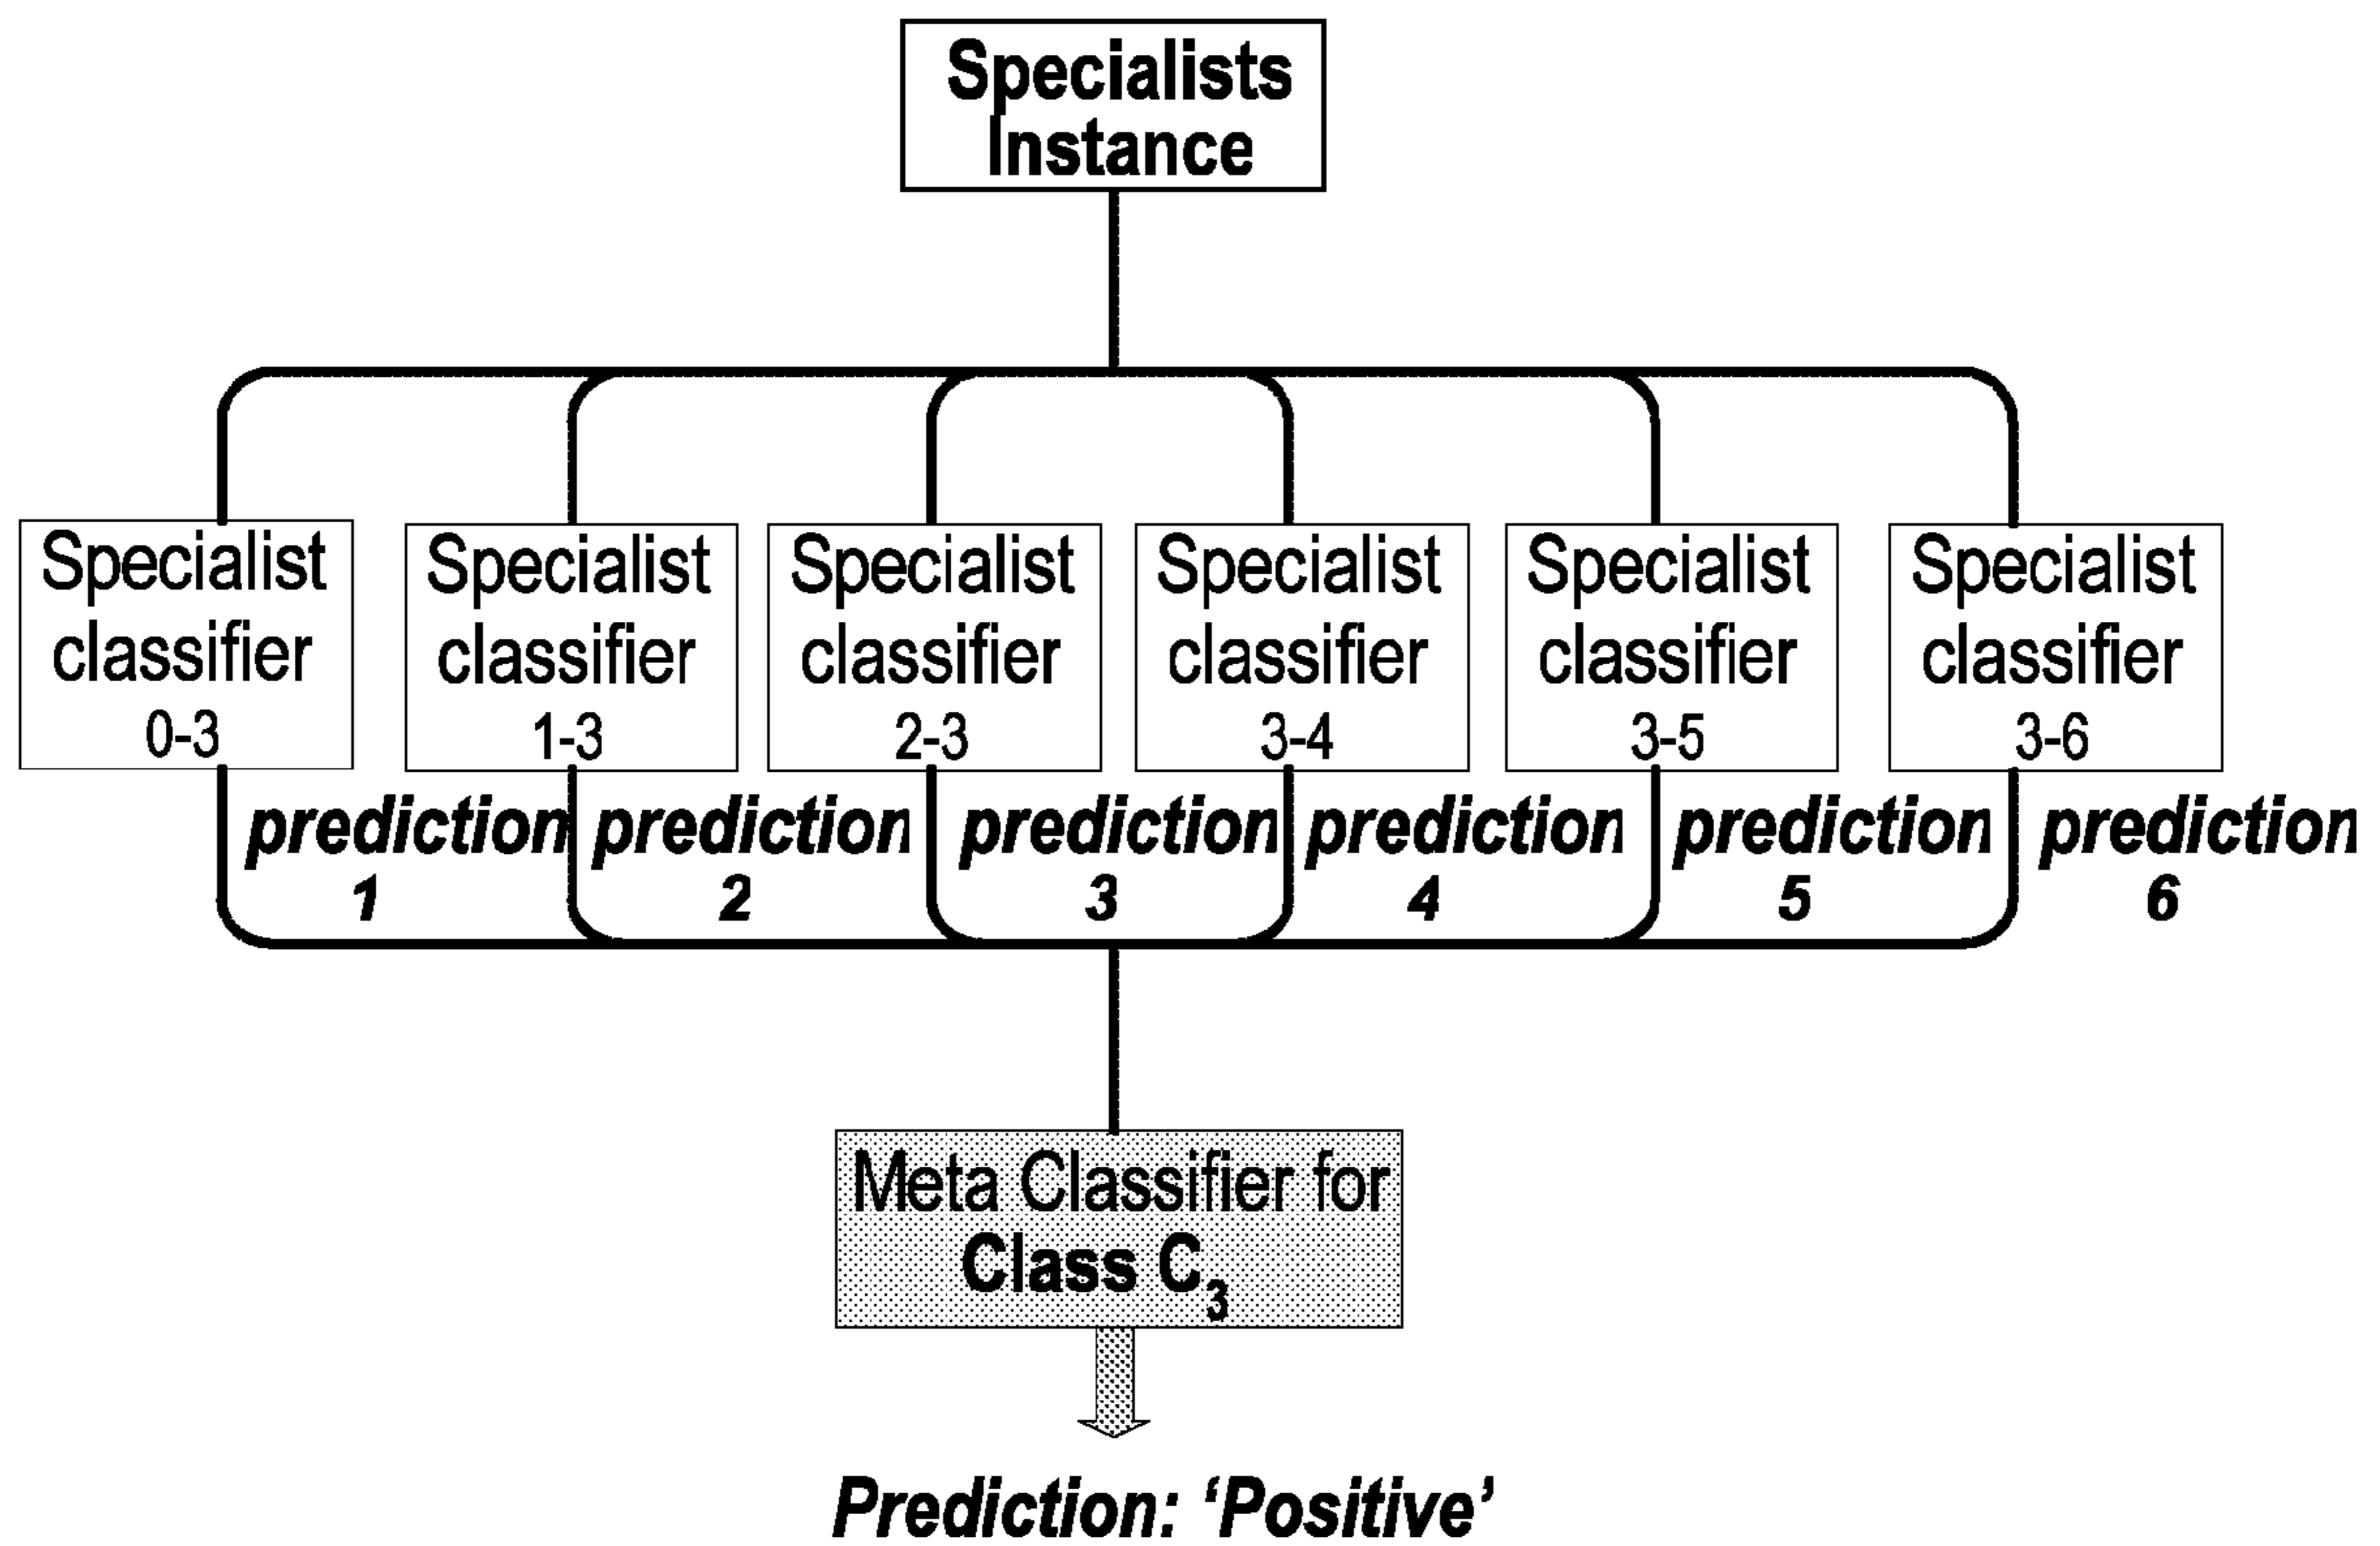 Specialists
Instance
Specialist
classifier
0-3
Specialist
classifier
1-3
Specialist
classifier
2-3
Specialist
classifier
3-4
Specialist
classifier
3-5
Specialist
classifier
3-6
prediction
1
prediction
2
prediction
3
prediction
4
prediction
5
prediction
6
Meta Classifier for
Class C₃
Prediction: ‘Positive’